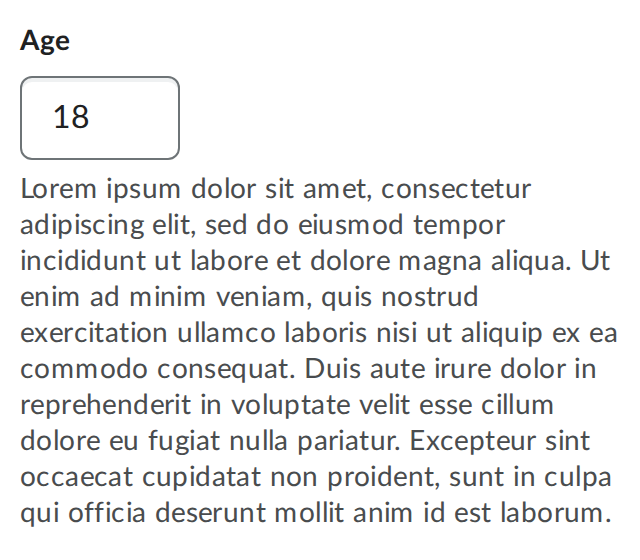 Age
18
Lorem ipsum dolor sit amet, consectetur
adipiscing elit, sed do eiusmod tempor
incididunt ut labore et dolore magna aliqua. Ut
enim ad minim veniam, quis nostrud
exercitation ullamco laboris nisi ut aliquip ex ea
commodo consequat. Duis aute irure dolor in
reprehenderit in voluptate velit esse cillum
dolore eu fugiat nulla pariatur. Excepteur sint
occaecat cupidatat non proident, sunt in culpa
qui officia deserunt mollit anim id est laborum.